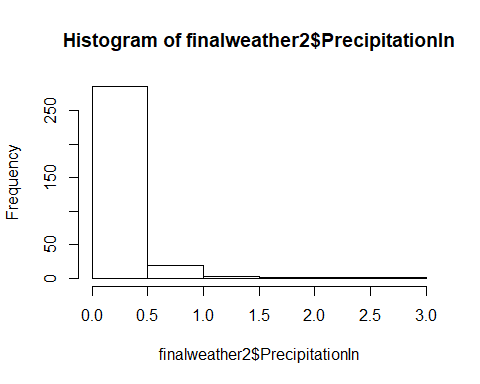 Histogram of finalweather2$PrecipitationIn
Frequency
250
150
50
0
0.0 0.5 1.0 1.5 2.0 2.5 3.0
finalweather2$PrecipitationIn